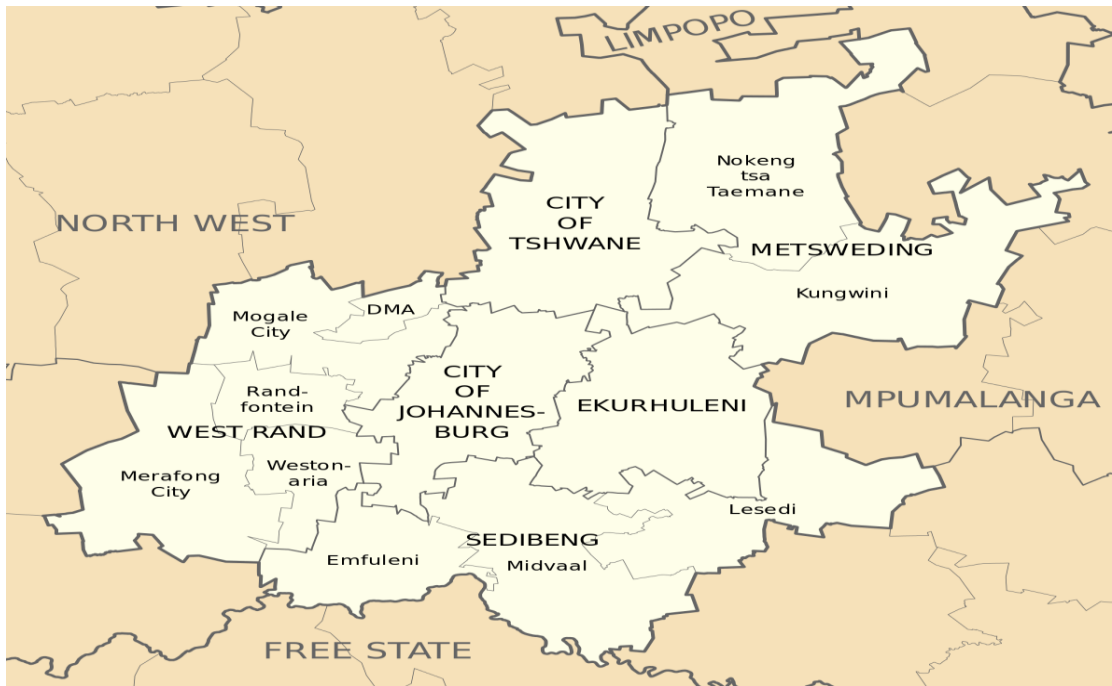 LIMPOPO
Nokeng
tsa
Taemane
CITY
OF
TSHWANE
NORTH WEST
METSWEDING
Kungwini
DMA
Mogale
City
CITY
OF
JOHANNES-
BURG
Rand-
fontein
EKURHULENI
MPUMALANGA
WEST RAND
Weston-
aria
Merafong
City
Lesedi
SEDIBENG
Emfuleni
Midvaal
FREE STATE